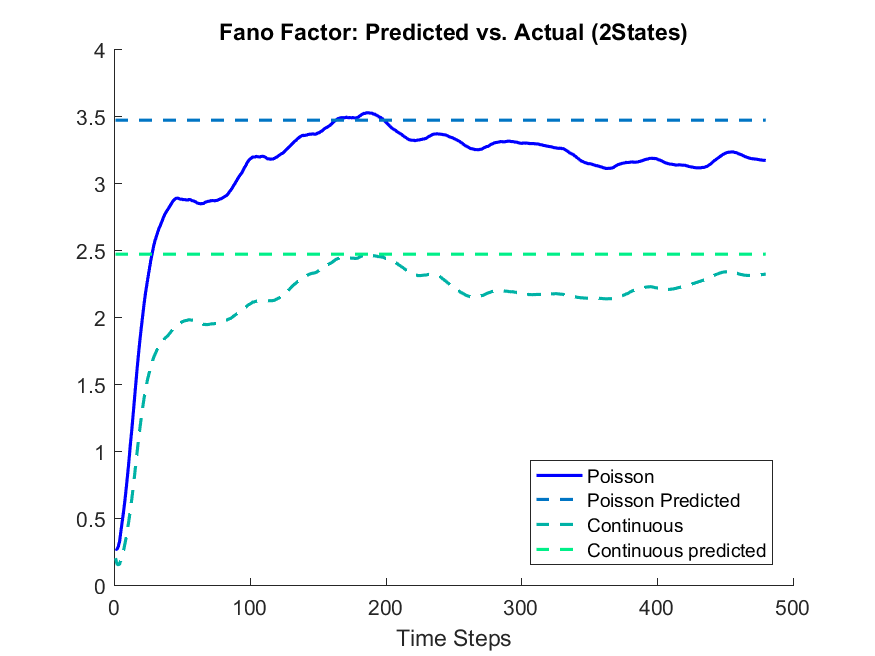 Fano Factor: Predicted vs. Actual (2States)
4
3.5
3
2.5
2
1.5
1
0.5
0
Poisson
Poisson Predicted
Continuous
Continuous predicted
0 100 200 300 400 500
Time Steps